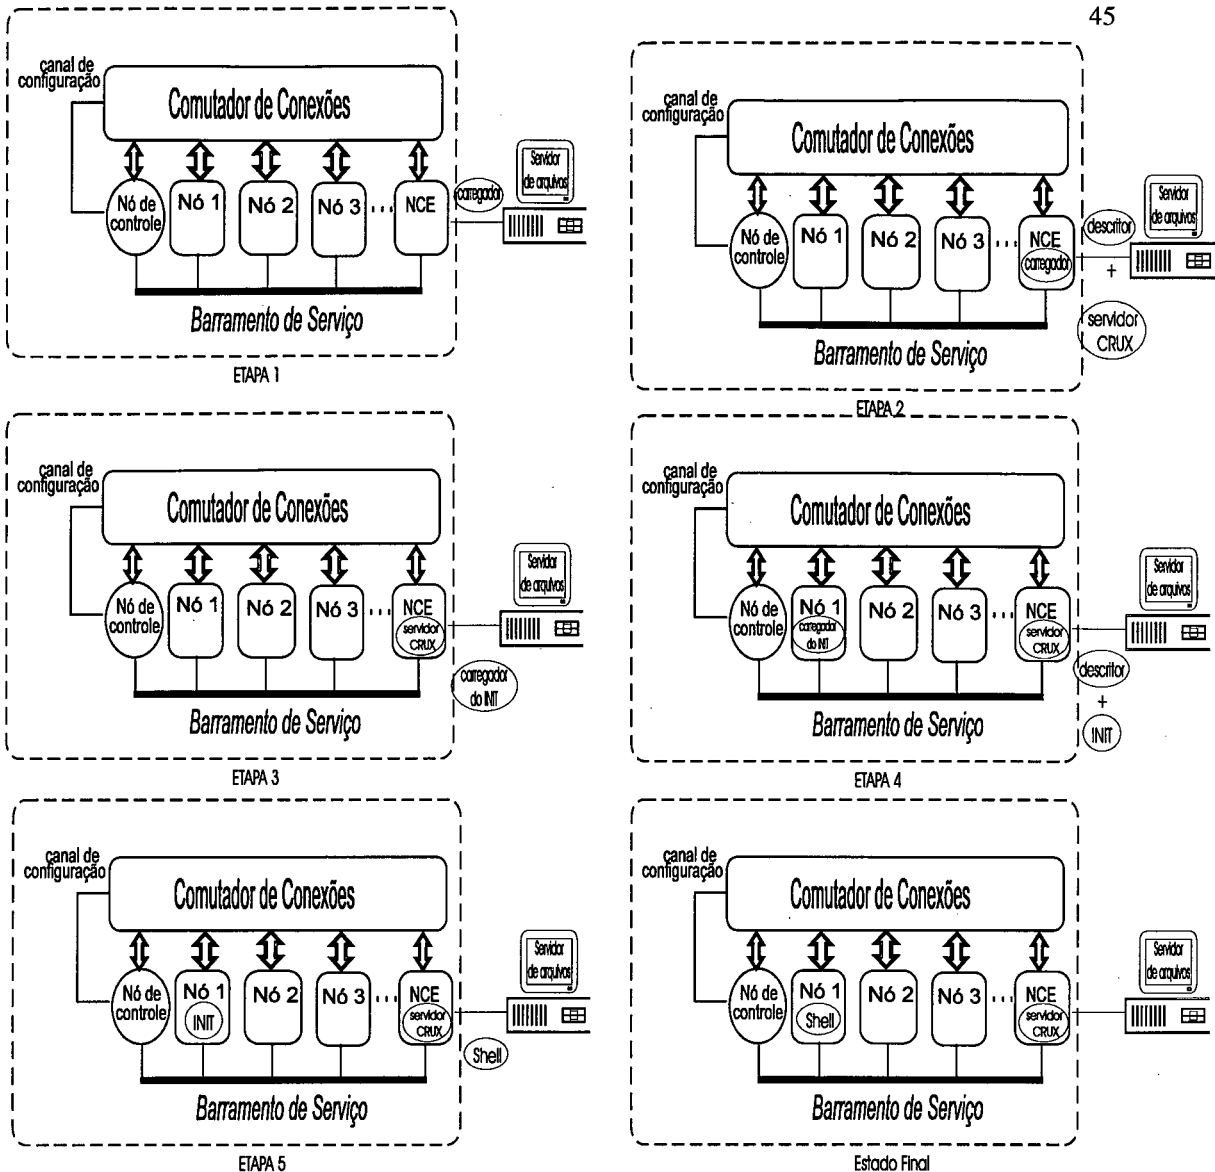 45
canal de
configuração
Comutador de Conexões
Nó de
controle
Nó 1
Nó 2
Nó 3
...
NCE
carregador
Servidor
de arquivos
Barramento de Serviço
ETAPA 1
canal de
configuração
Comutador de Conexões
Nó de
controle
Nó 1
Nó 2
Nó 3
...
NCE
carregador
descritor
+
servidor
CRUX
Servidor
de arquivos
Barramento de Serviço
ETAPA 2
canal de
configuração
Comutador de Conexões
Nó de
controle
Nó 1
Nó 2
Nó 3
...
NCE
servidor
CRUX
carregador
do INIT
Servidor
de arquivos
Barramento de Serviço
ETAPA 3
canal de
configuração
Comutador de Conexões
Nó de
controle
Nó 1
carregador
do INIT
Nó 2
Nó 3
...
NCE
servidor
CRUX
descritor
+
INIT
Servidor
de arquivos
Barramento de Serviço
ETAPA 4
canal de
configuração
Comutador de Conexões
Nó de
controle
Nó 1
INIT
Nó 2
Nó 3
...
NCE
servidor
CRUX
Shell
Servidor
de arquivos
Barramento de Serviço
ETAPA 5
canal de
configuração
Comutador de Conexões
Nó de
controle
Nó 1
Shell
Nó 2
Nó 3
...
NCE
servidor
CRUX
Servidor
de arquivos
Barramento de Serviço
Estado Final